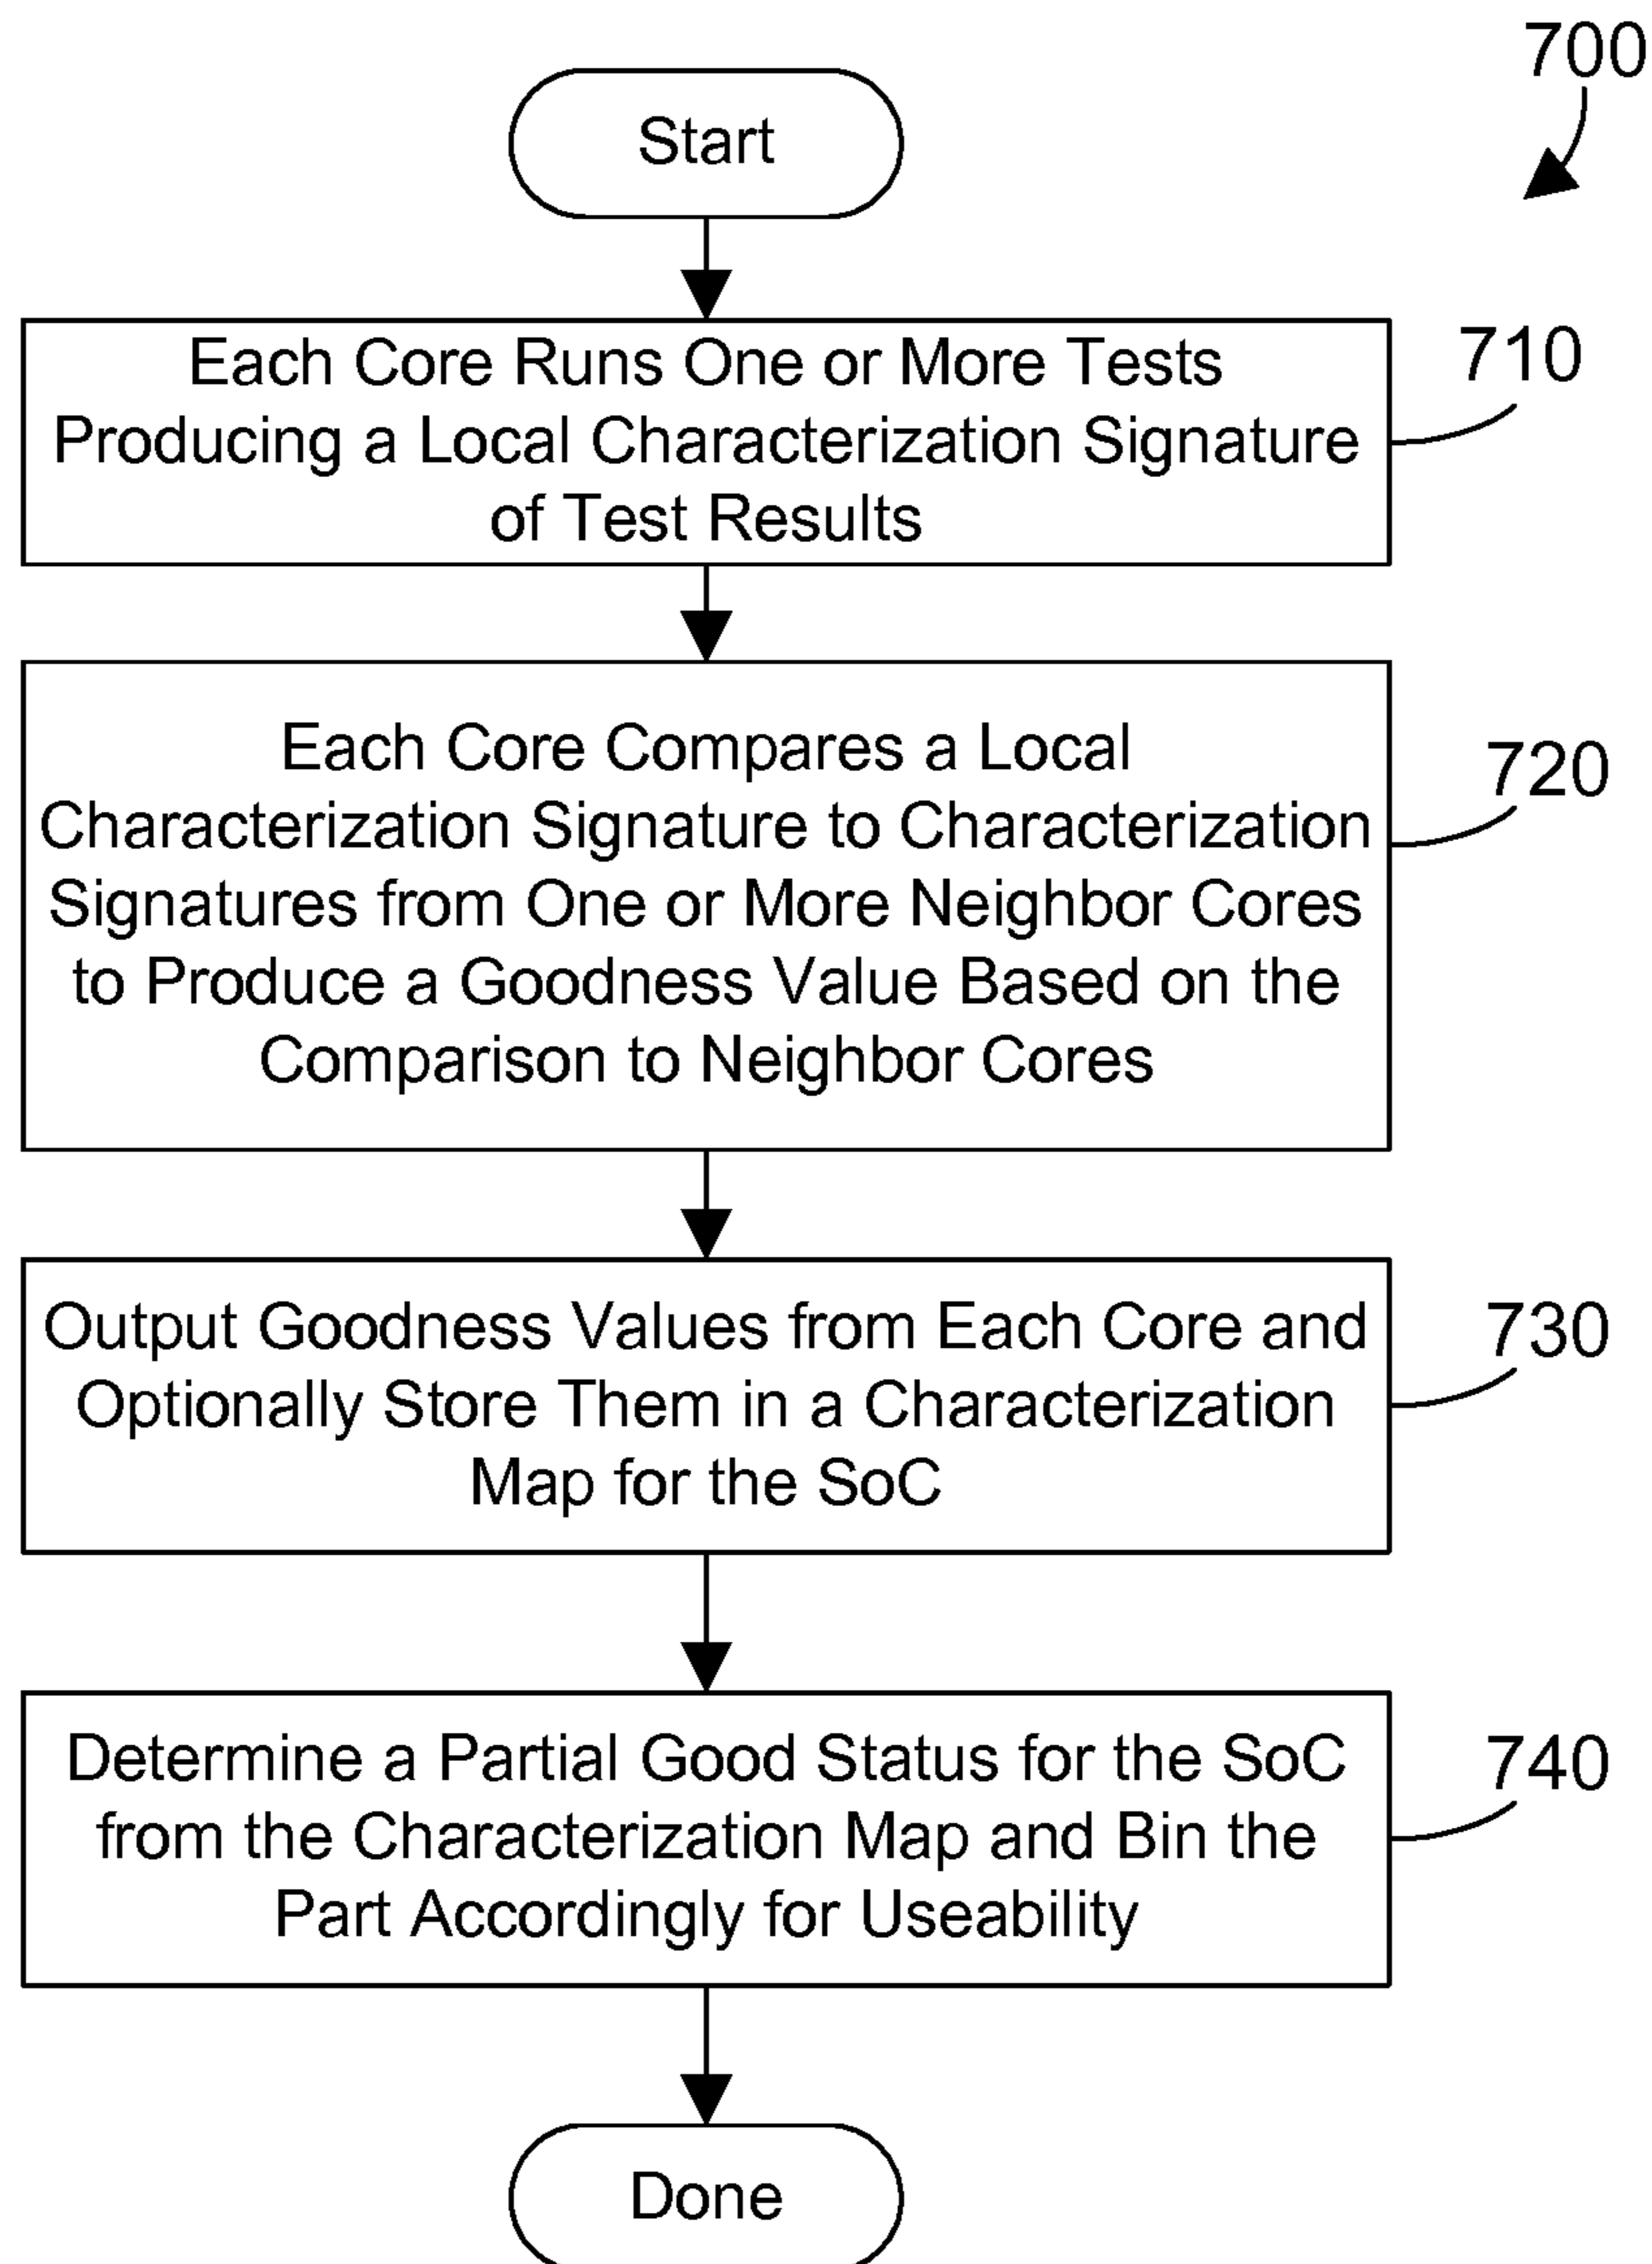 700
Start
Each Core Runs One or More Tests
Producing a Local Characterization Signature
of Test Results
710
Each Core Compares a Local
Characterization Signature to Characterization
Signatures from One or More Neighbor Cores
to Produce a Goodness Value Based on the
Comparison to Neighbor Cores
720
Output Goodness Values from Each Core and
Optionally Store Them in a Characterization
Map for the SoC
730
Determine a Partial Good Status for the SoC
from the Characterization Map and Bin the
Part Accordingly for Useability
740
Done